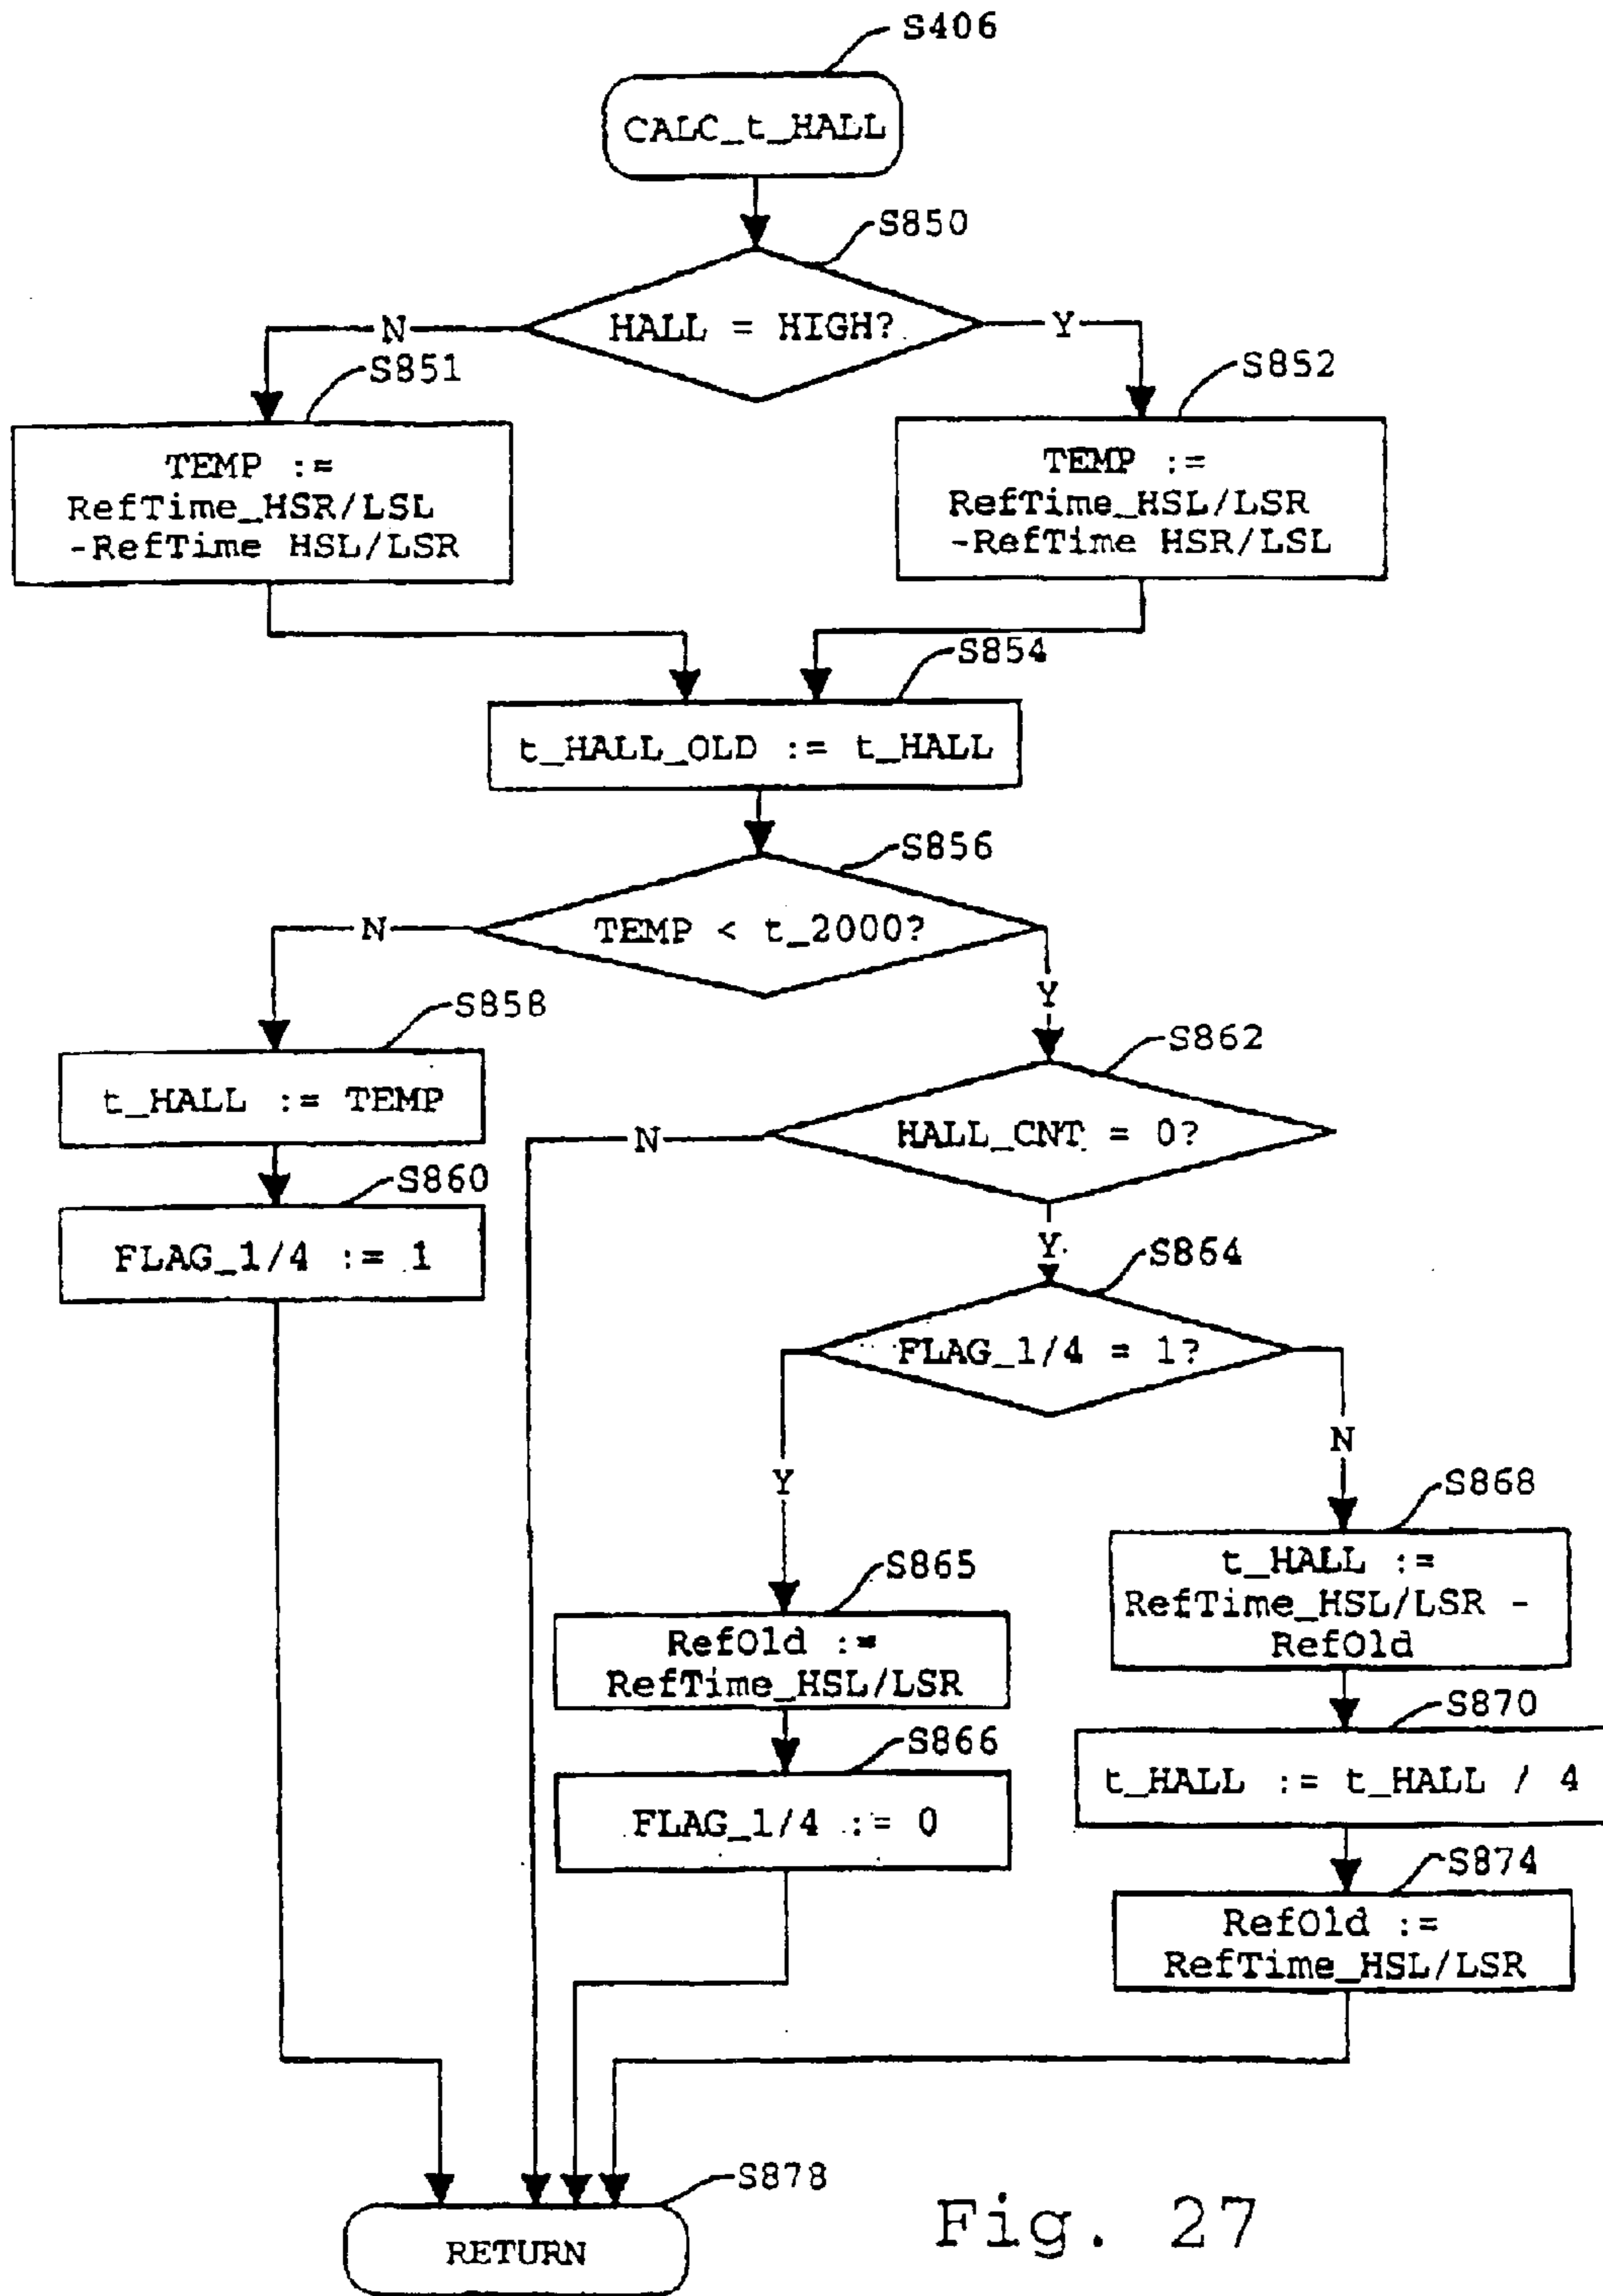 S406
CALC_t_HALL
S850
HALL = HIGH?
N
Y
S851
S852
TEMP :=
RefTime_HSR/LSL
-RefTime HSL/LSR
TEMP :=
RefTime_HSL/LSR
-RefTime HSR/LSL
S854
t_HALL_OLD := t_HALL
S856
TEMP < t_2000?
N
Y
S858
t_HALL := TEMP
S862
HALL_CNT = 0?
N
Y
S860
FLAG_1/4 := 1
S864
FLAG_1/4 = 1?
Y
N
S865
RefOld :=
RefTime_HSL/LSR
S868
t_HALL :=
RefTime_HSL/LSR -
RefOld
S866
FLAG_1/4 := 0
S870
t_HALL := t_HALL / 4
S874
RefOld :=
RefTime_HSL/LSR
S878
RETURN
Fig. 27